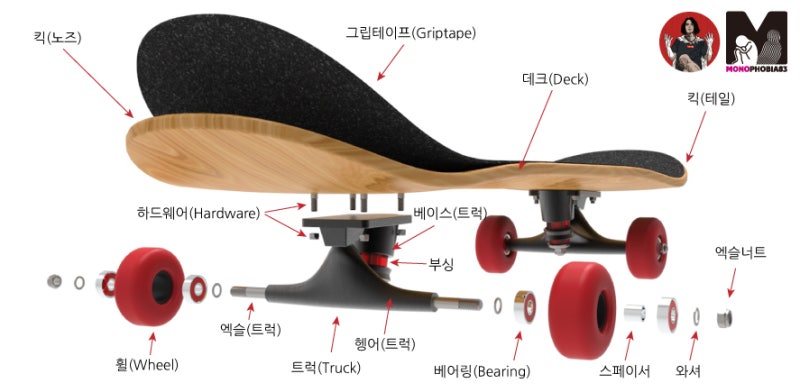 킥(노즈)
그립테이프(Griptape)
MONOPHOBIA83
데크(Deck)
킥(테일)
하드웨어(Hardware)
베이스(트럭)
부싱
엑슬너트
엑슬(트럭)
헹어(트럭)
휠(Wheel)
트럭(Truck)
베어링(Bearing)
스페이서
와셔